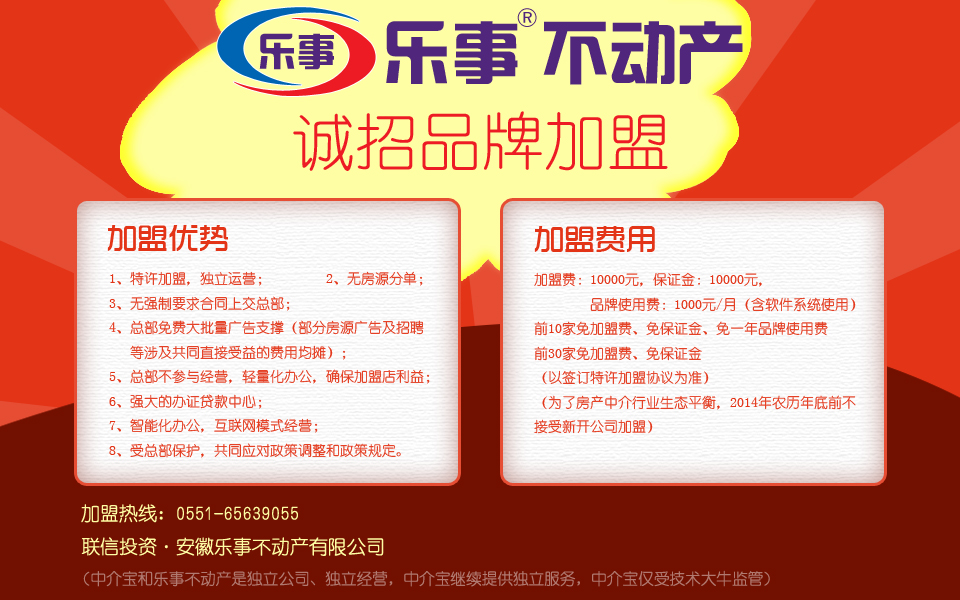 乐事 乐事® 不动产
诚招品牌加盟
加盟优势
1、特许加盟，独立运营； 2、无房源分单；
3、无强制要求合同上交总部；
4、总部免费大批量广告支撑（部分房源广告及招聘
等涉及共同直接受益的费用均摊）；
5、总部不参与经营，轻量化办公，确保加盟店利益；
6、强大的办证贷款中心；
7、智能化办公，互联网模式经营；
8、受总部保护，共同应对政策调整和政策规定。
加盟费用
加盟费：10000元，保证金：10000元，
品牌使用费：1000元/月（含软件系统使用）
前10家免加盟费、免保证金、免一年品牌使用费
前30家免加盟费、免保证金
（以签订特许加盟协议为准）
（为了房产中介行业生态平衡，2014年农历年底前不
接受新开公司加盟）
加盟热线：0551-65639055
联信投资·安徽乐事不动产有限公司
（中介宝和乐事不动产是独立公司、独立经营，中介宝继续提供独立服务，中介宝仅受技术大牛监管）